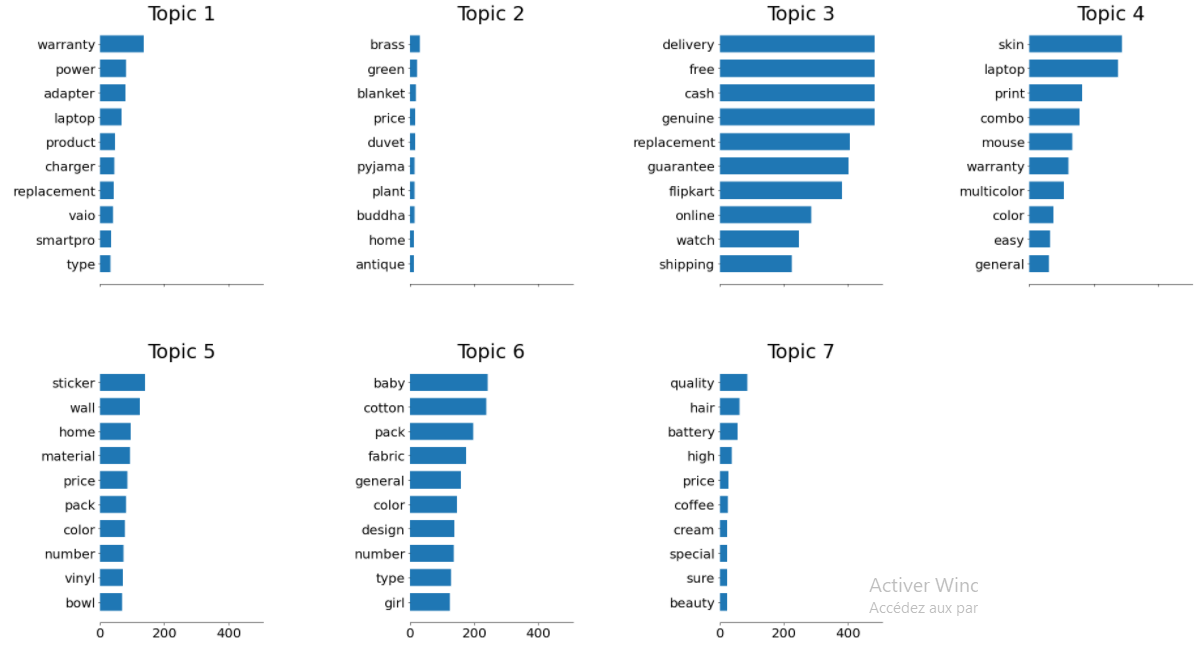 Topic 1
warranty
power
adapter
laptop
product
charger
replacement
vaio
smartpro
type
Topic 2
brass
green
blanket
price
duvet
pyjama
plant
buddha
home
antique
Topic 3
delivery
free
cash
genuine
replacement
guarantee
flipkart
online
watch
shipping
Topic 4
skin
laptop
print
combo
mouse
warranty
multicolor
color
easy
general
Topic 5
sticker
wall
home
material
price
pack
color
number
vinyl
bowl
0 200 400
Topic 6
baby
cotton
pack
fabric
general
color
design
number
type
girl
0 200 400
Topic 7
quality
hair
battery
high
price
coffee
cream
special
sure
beauty
0 200 400
Activer Winc
Accédez aux par